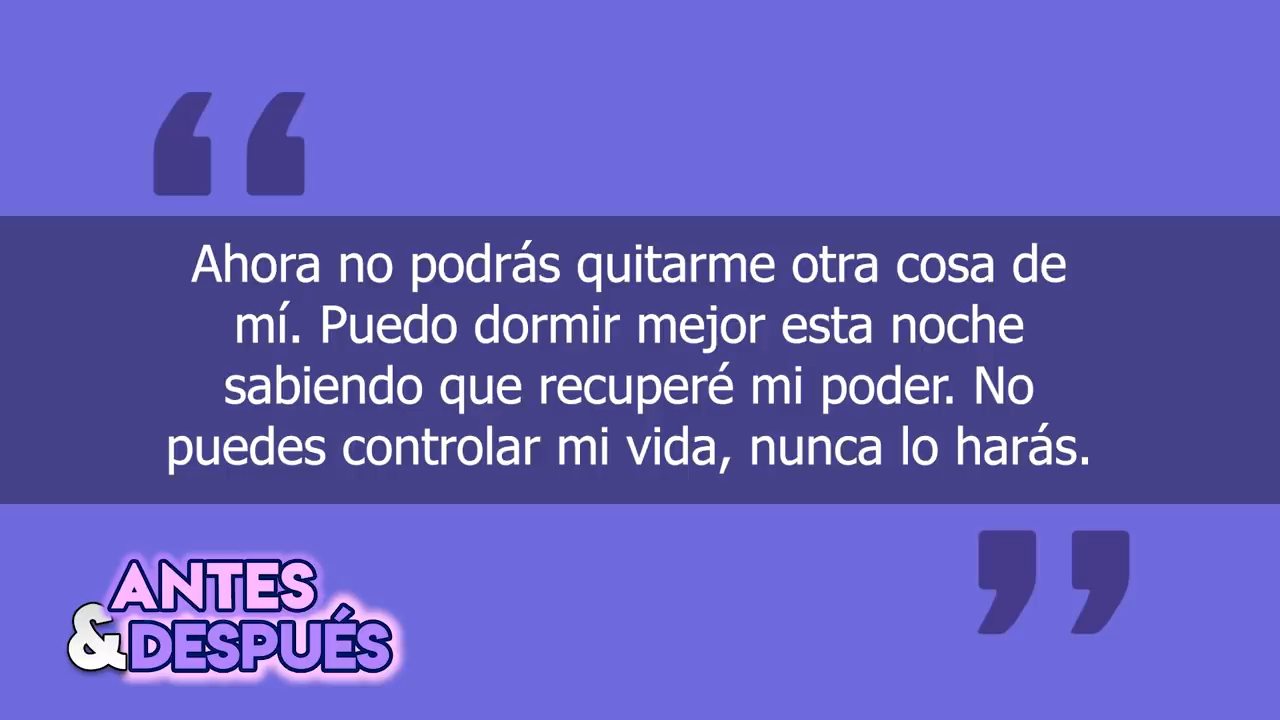 “
Ahora no podrás quitarme otra cosa de
mí. Puedo dormir mejor esta noche
sabiendo que recuperé mi poder. No
puedes controlar mi vida, nunca lo harás.
”
ANTES
&DESPUÉS